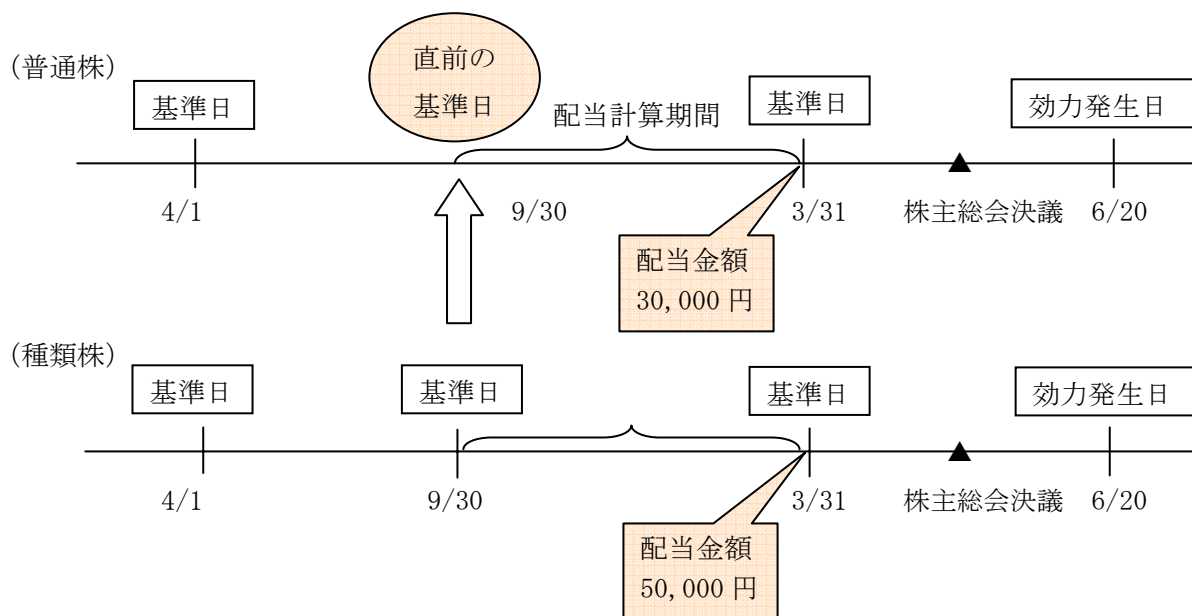 (普通株)
直前の
基準日
基準日
配当計算期間
基準日
効力発生日
4/1
9/30
3/31
株主総会決議
6/20
配当金額
30,000 円
(種類株)
基準日
基準日
基準日
効力発生日
4/1
9/30
3/31
株主総会決議
6/20
配当金額
50,000 円